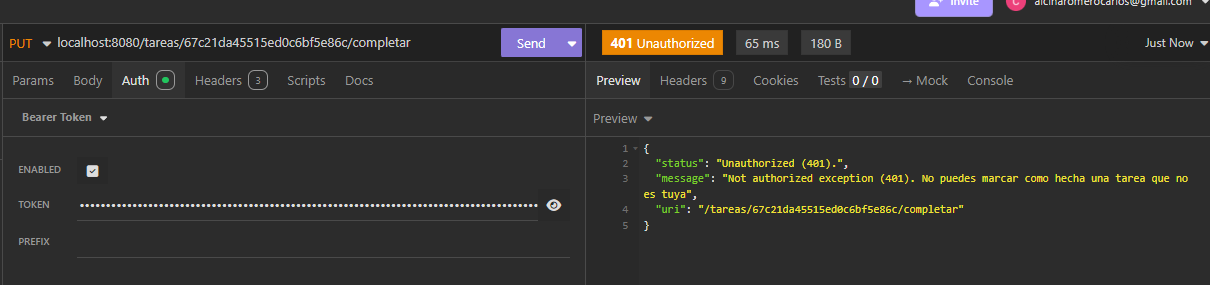 Invite
C
alcinaromerocarlos@gmail.com
PUT localhost:8080/tareas/67c21da45515ed0c6bf5e86c/completar Send
401 Unauthorized 65 ms 180 B Just Now
Params Body Auth Headers 3 Scripts Docs
Preview Headers 9 Cookies Tests 0 / 0 → Mock Console
Bearer Token
Preview
ENABLED
TOKEN ••••••••••••••••••••••••••••••••••••••••••••••••••••••••••••••••••••••••••••••••
PREFIX
1 {
2 "status": "Unauthorized (401).",
3 "message": "Not authorized exception (401). No puedes marcar como hecha una tarea que no
es tuya",
4 "uri": "/tareas/67c21da45515ed0c6bf5e86c/completar"
5 }